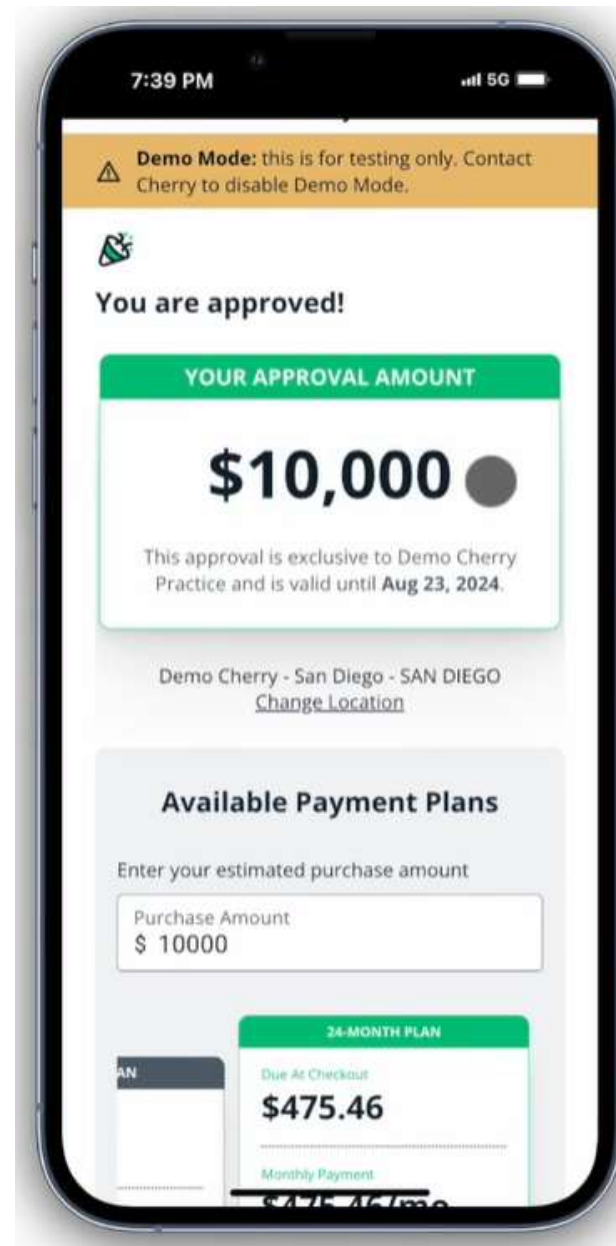 7:39 PM
5G
Demo Mode: this is for testing only. Contact
Cherry to disable Demo Mode.
You are approved!
YOUR APPROVAL AMOUNT
$10,000
This approval is exclusive to Demo Cherry
Practice and is valid until Aug 23, 2024.
Demo Cherry - San Diego - SAN DIEGO
Change Location
Available Payment Plans
Enter your estimated purchase amount
Purchase Amount
$ 10000
24-MONTH PLAN
AN
Due At Checkout
$475.46
Monthly Payment
$475.46/mo